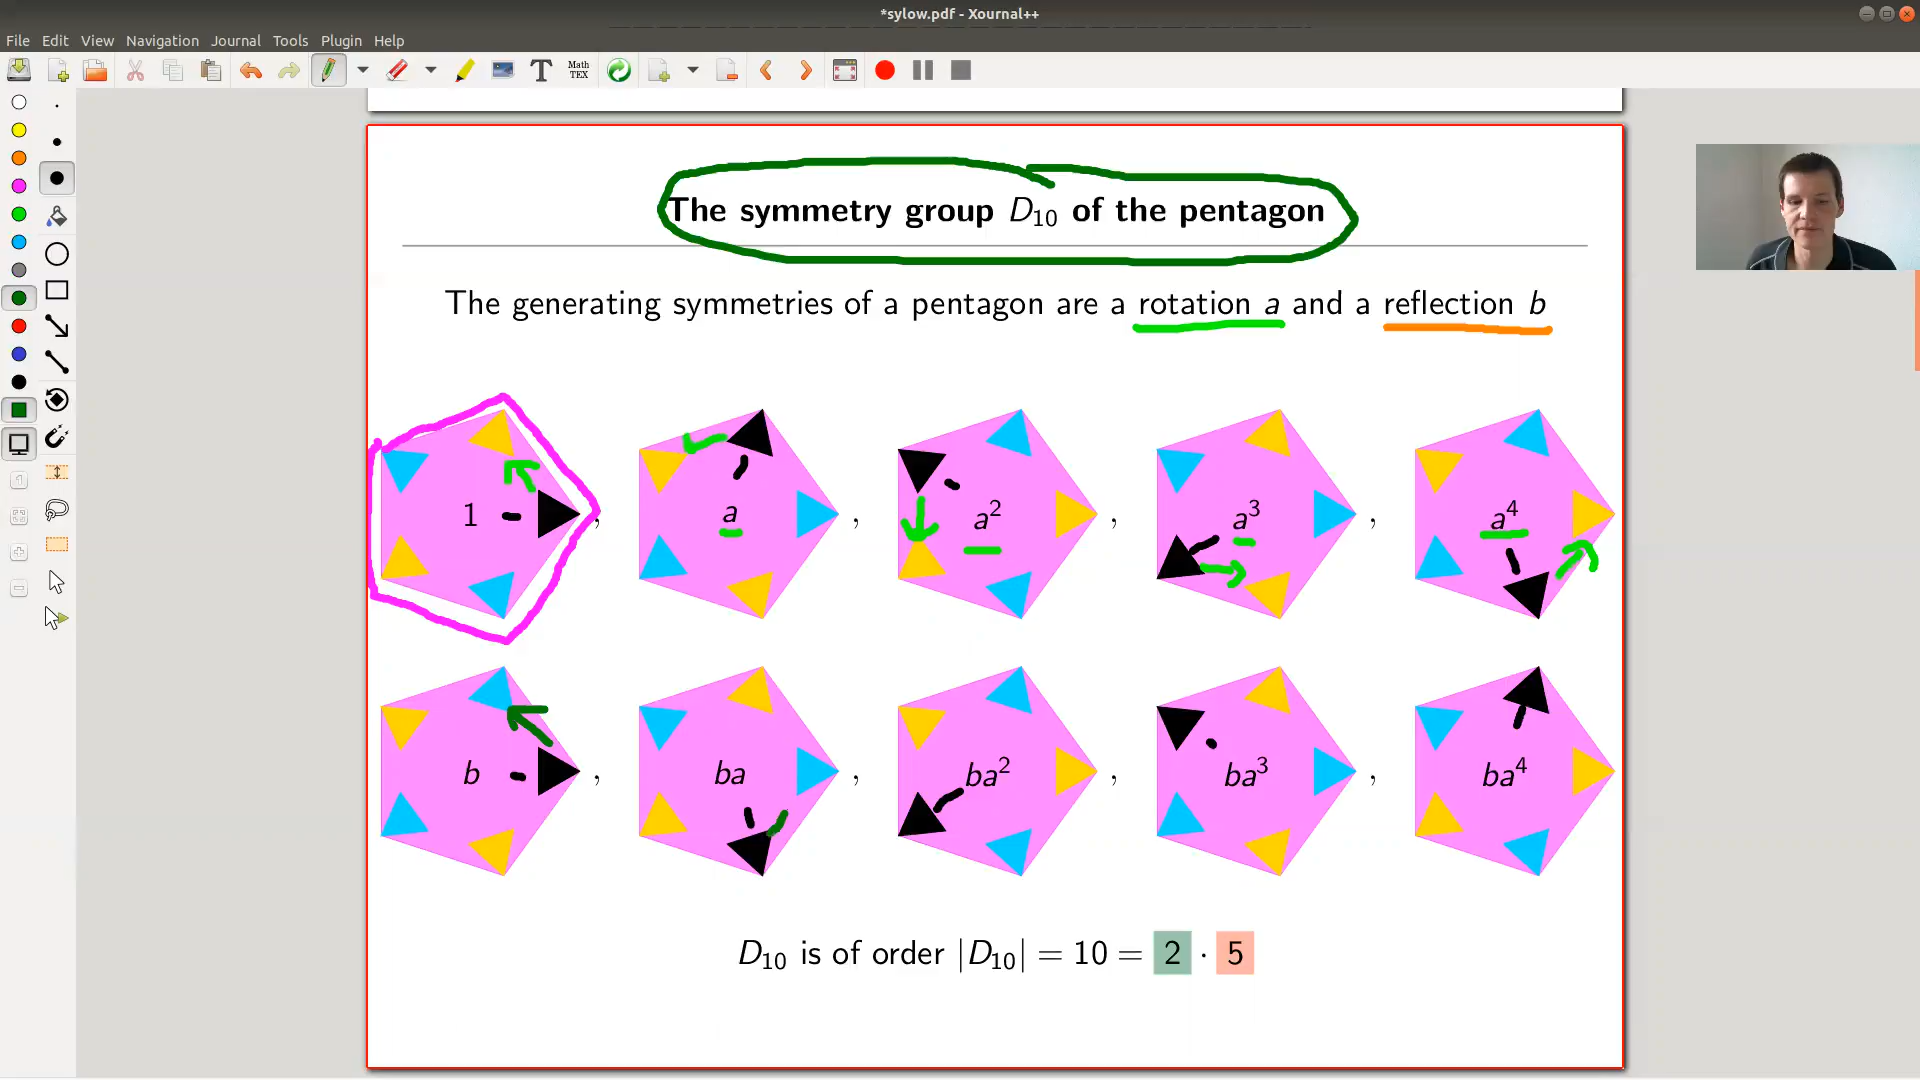 *sylow.pdf - Xournal++
File Edit View Navigation Journal Tools Plugin Help
T Math TEX
The symmetry group D₁₀ of the pentagon
The generating symmetries of a pentagon are a rotation a and a reflection b
1 , a , a² , a³ , a⁴
b , ba , ba² , ba³ , ba⁴
D₁₀ is of order |D₁₀| = 10 = 2 · 5